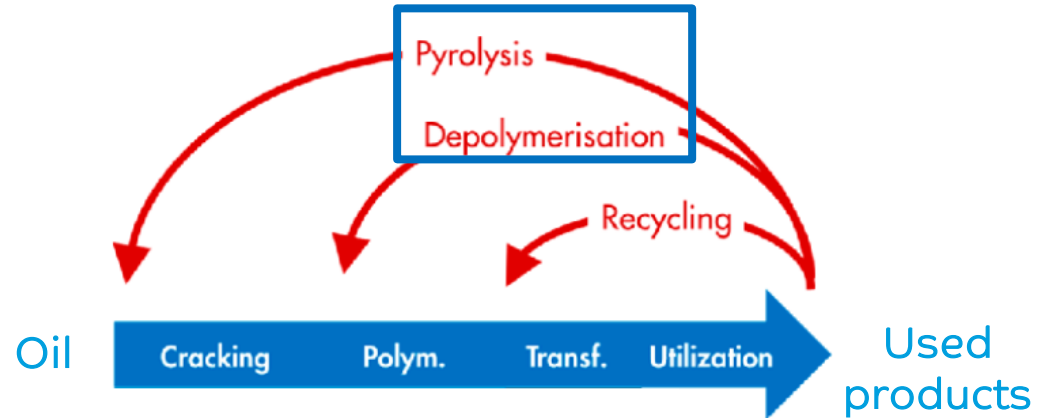 Pyrolysis
Depolymerisation
Recycling
Oil
Cracking
Polym.
Transf.
Utilization
Used
products